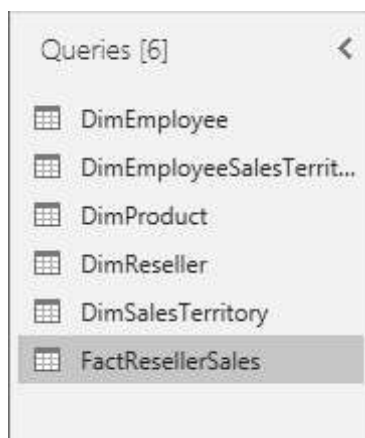 Queries [6]
DimEmployee
DimEmployeeSalesTerrit...
DimProduct
DimReseller
DimSalesTerritory
FactResellerSales